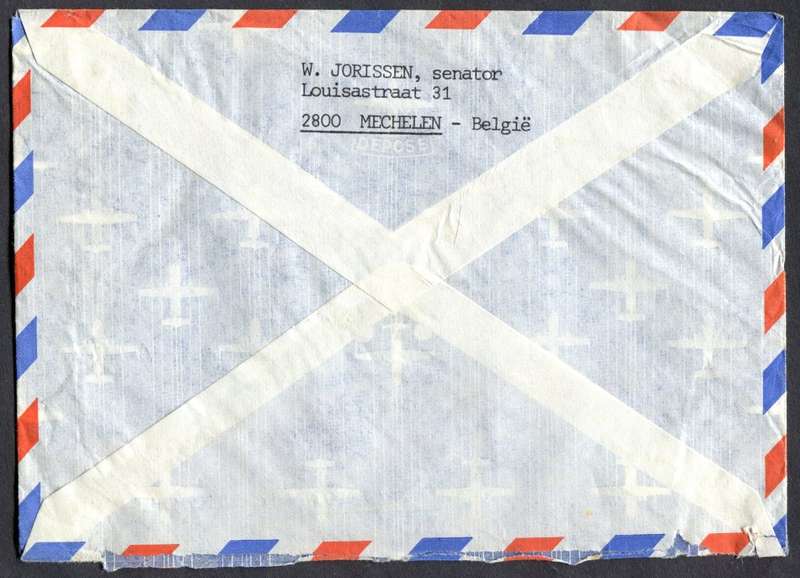 W. JORISSEN, senator
Louisastraat 31
2800 MECHELEN - België